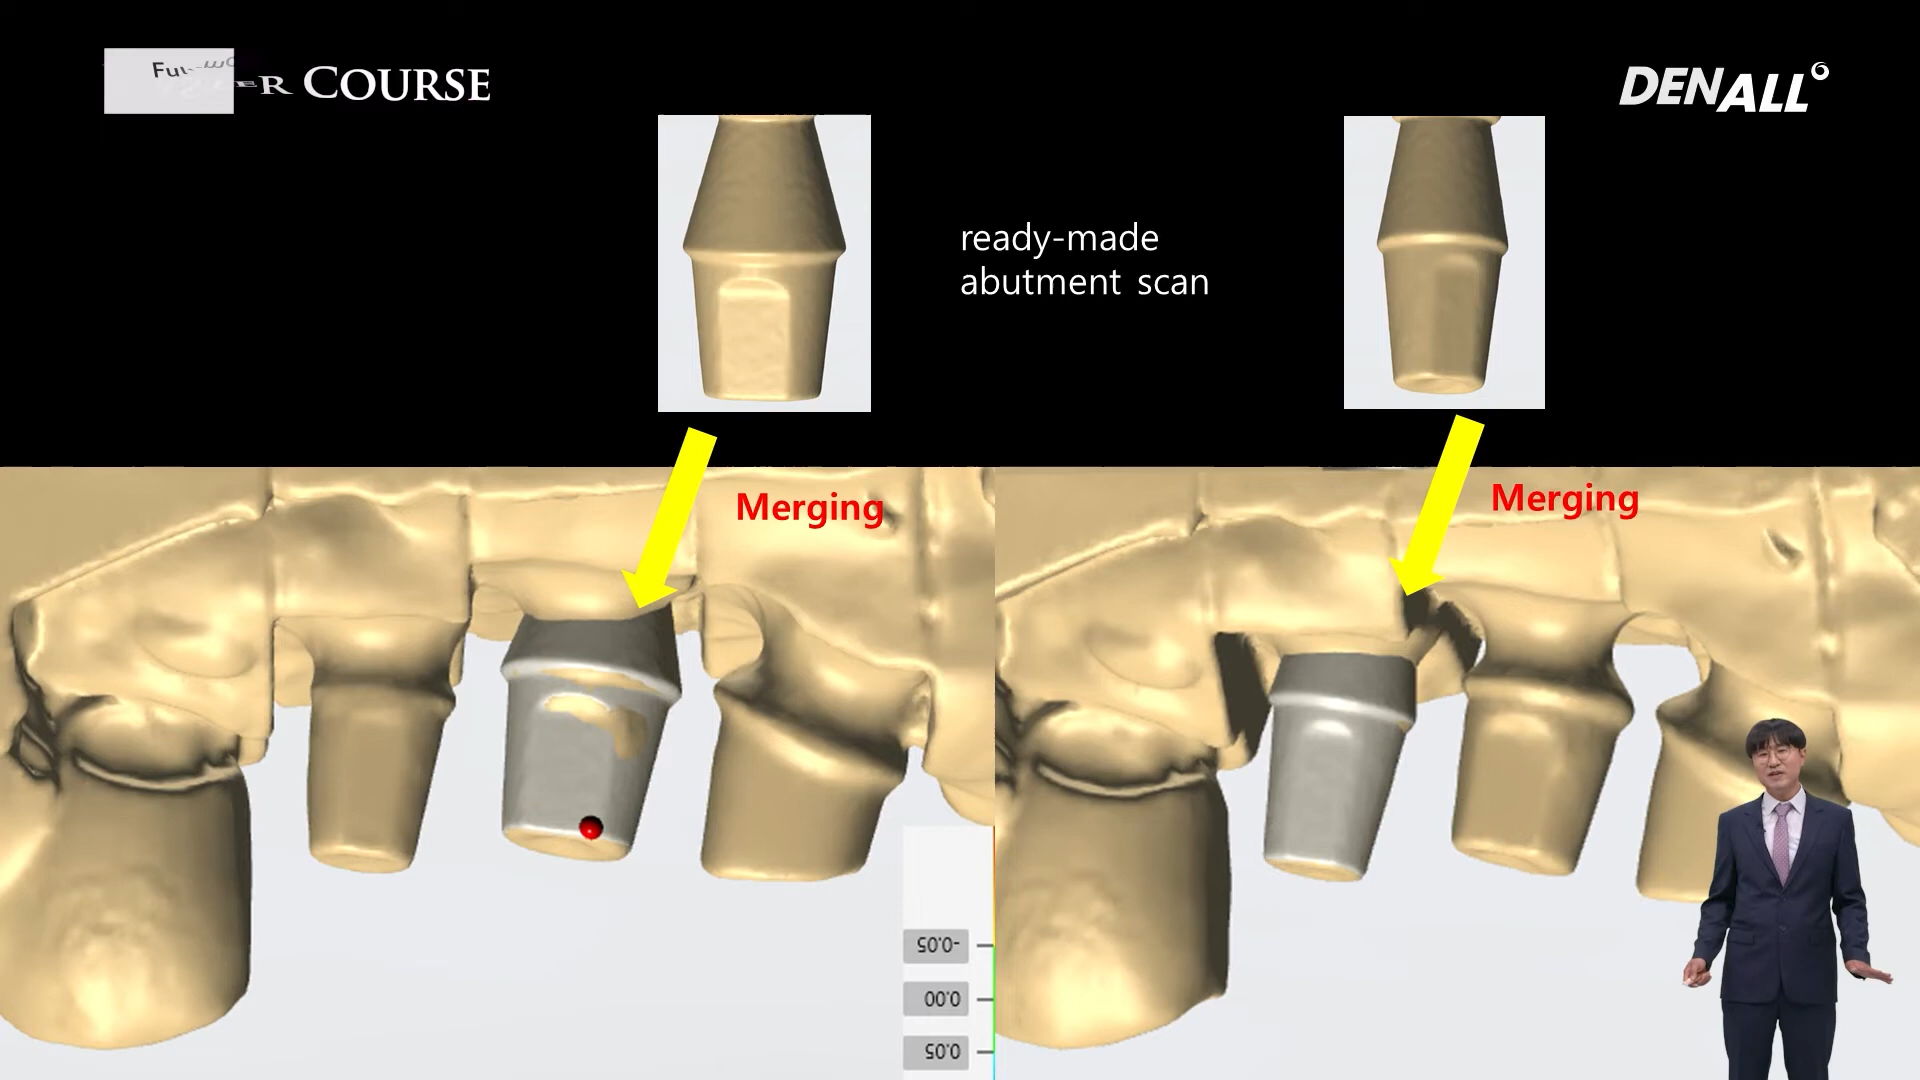 COURSE
DENALL
ready-made
abutment scan
Merging
Merging
-0.05
0.00
0.05